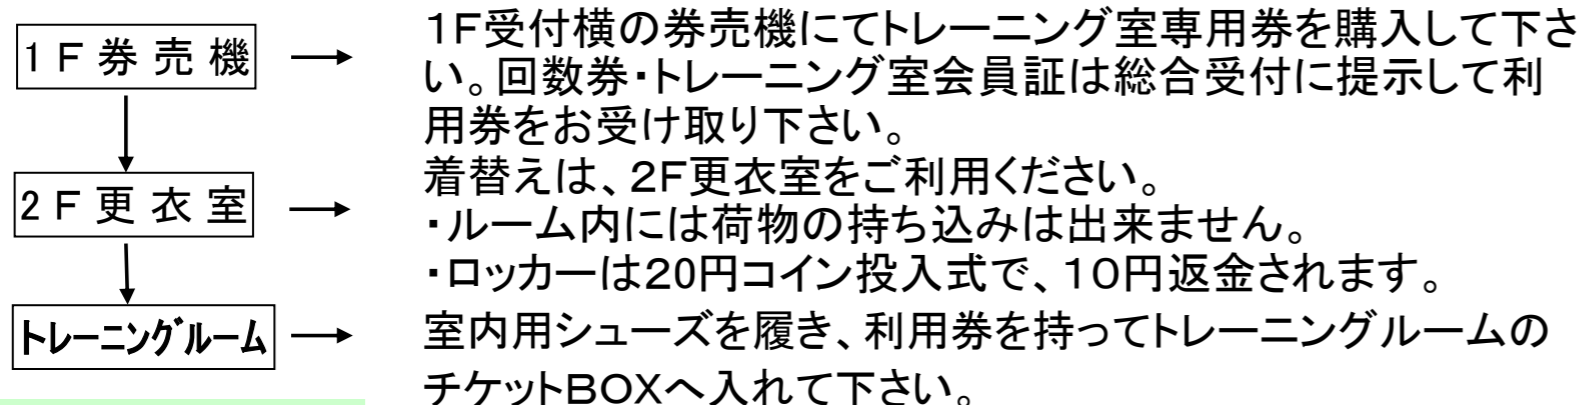 1F券売機
1F受付横の券売機にてトレーニング室専用券を購入して下さ
い。回数券・トレーニング室会員証は総合受付に提示して利
用券をお受け取り下さい。
2F更衣室
着替えは、2F更衣室をご利用ください。
・ルーム内には荷物の持ち込みは出来ません。
・ロッカーは20円コイン投入式で、10円返金されます。
トレーニングルーム
室内用シューズを履き、利用券を持ってトレーニングルームの
チケットBOXへ入れて下さい。